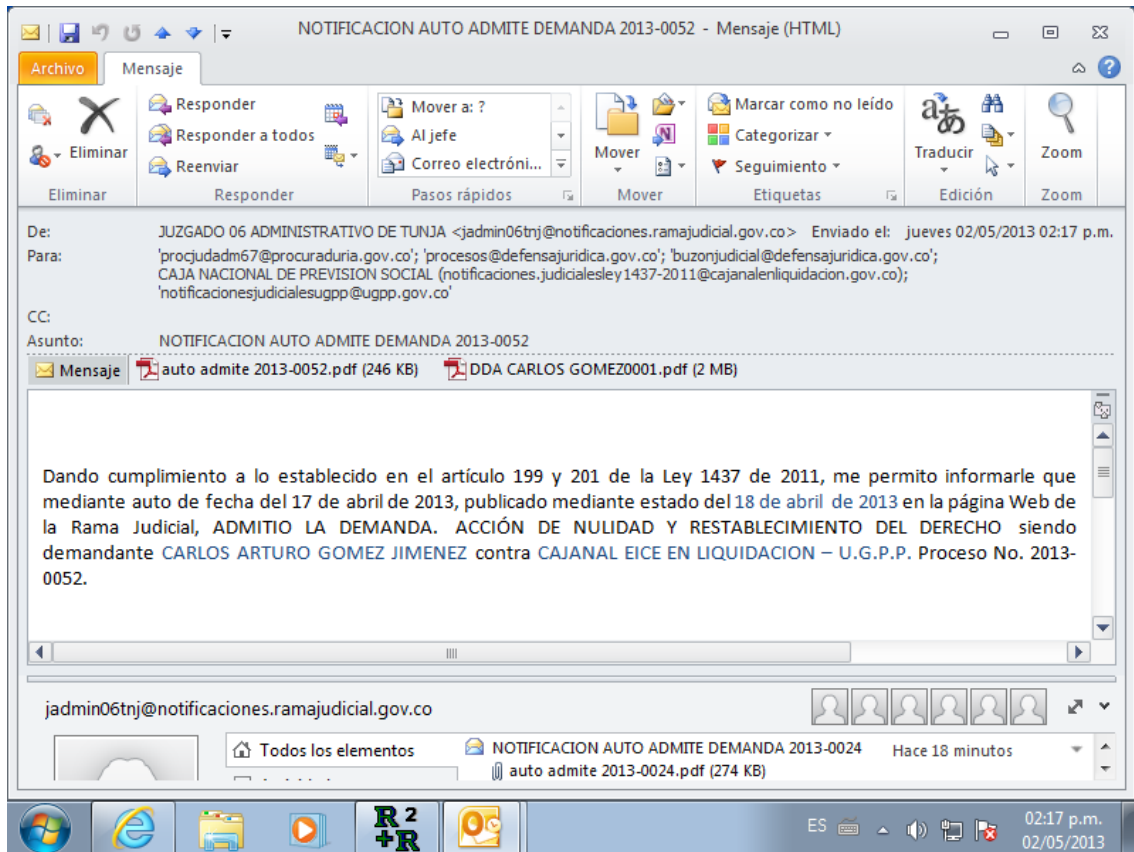 NOTIFICACION AUTO ADMITE DEMANDA 2013-0052 - Mensaje (HTML)
Archivo Mensaje
Eliminar
Responder
Responder a todos
Reenviar
Mover a: ?
Al jefe
Correo electróni...
Mover
Marcar como no leído
Categorizar
Seguimiento
Traducir
Zoom
Eliminar Responder Pasos rápidos Mover Etiquetas Edición Zoom
De: JUZGADO 06 ADMINISTRATIVO DE TUNJA <jadmin06tnj@notificaciones.ramajudicial.gov.co> Enviado el: jueves 02/05/2013 02:17 p.m.
Para: 'procjudadm67@procuraduria.gov.co'; 'procesos@defensajuridica.gov.co'; 'buzonjudicial@defensajuridica.gov.co';
CAJA NACIONAL DE PREVISION SOCIAL (notificaciones.judicialesley1437-2011@cajanalenliquidacion.gov.co);
'notificacionesjudicialesugpp@ugpp.gov.co'
CC:
Asunto: NOTIFICACION AUTO ADMITE DEMANDA 2013-0052
Mensaje auto admite 2013-0052.pdf (246 KB) DDA CARLOS GOMEZ0001.pdf (2 MB)
Dando cumplimiento a lo establecido en el artículo 199 y 201 de la Ley 1437 de 2011, me permito informarle que
mediante auto de fecha del 17 de abril de 2013, publicado mediante estado del 18 de abril de 2013 en la página Web de
la Rama Judicial, ADMITIO LA DEMANDA. ACCIÓN DE NULIDAD Y RESTABLECIMIENTO DEL DERECHO siendo
demandante CARLOS ARTURO GOMEZ JIMENEZ contra CAJANAL EICE EN LIQUIDACION – U.G.P.P. Proceso No. 2013-
0052.
jadmin06tnj@notificaciones.ramajudicial.gov.co
Todos los elementos NOTIFICACION AUTO ADMITE DEMANDA 2013-0024 Hace 18 minutos
auto admite 2013-0024.pdf (274 KB)
R 2
+R
ES
02:17 p.m.
02/05/2013